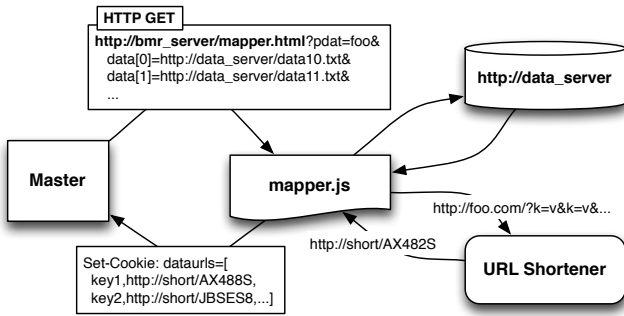 HTTP GET
http://bmr_server/mapper.html?pdat=foo&
data[0]=http://data_server/data10.txt&
data[1]=http://data_server/data11.txt&
...
http://data_server
Master
mapper.js
http://foo.com/?k=v&k=v&...
http://short/AX482S
Set-Cookie: dataurls=[
key1,http://short/AX488S,
key2,http://short/JBSES8,...]
URL Shortener